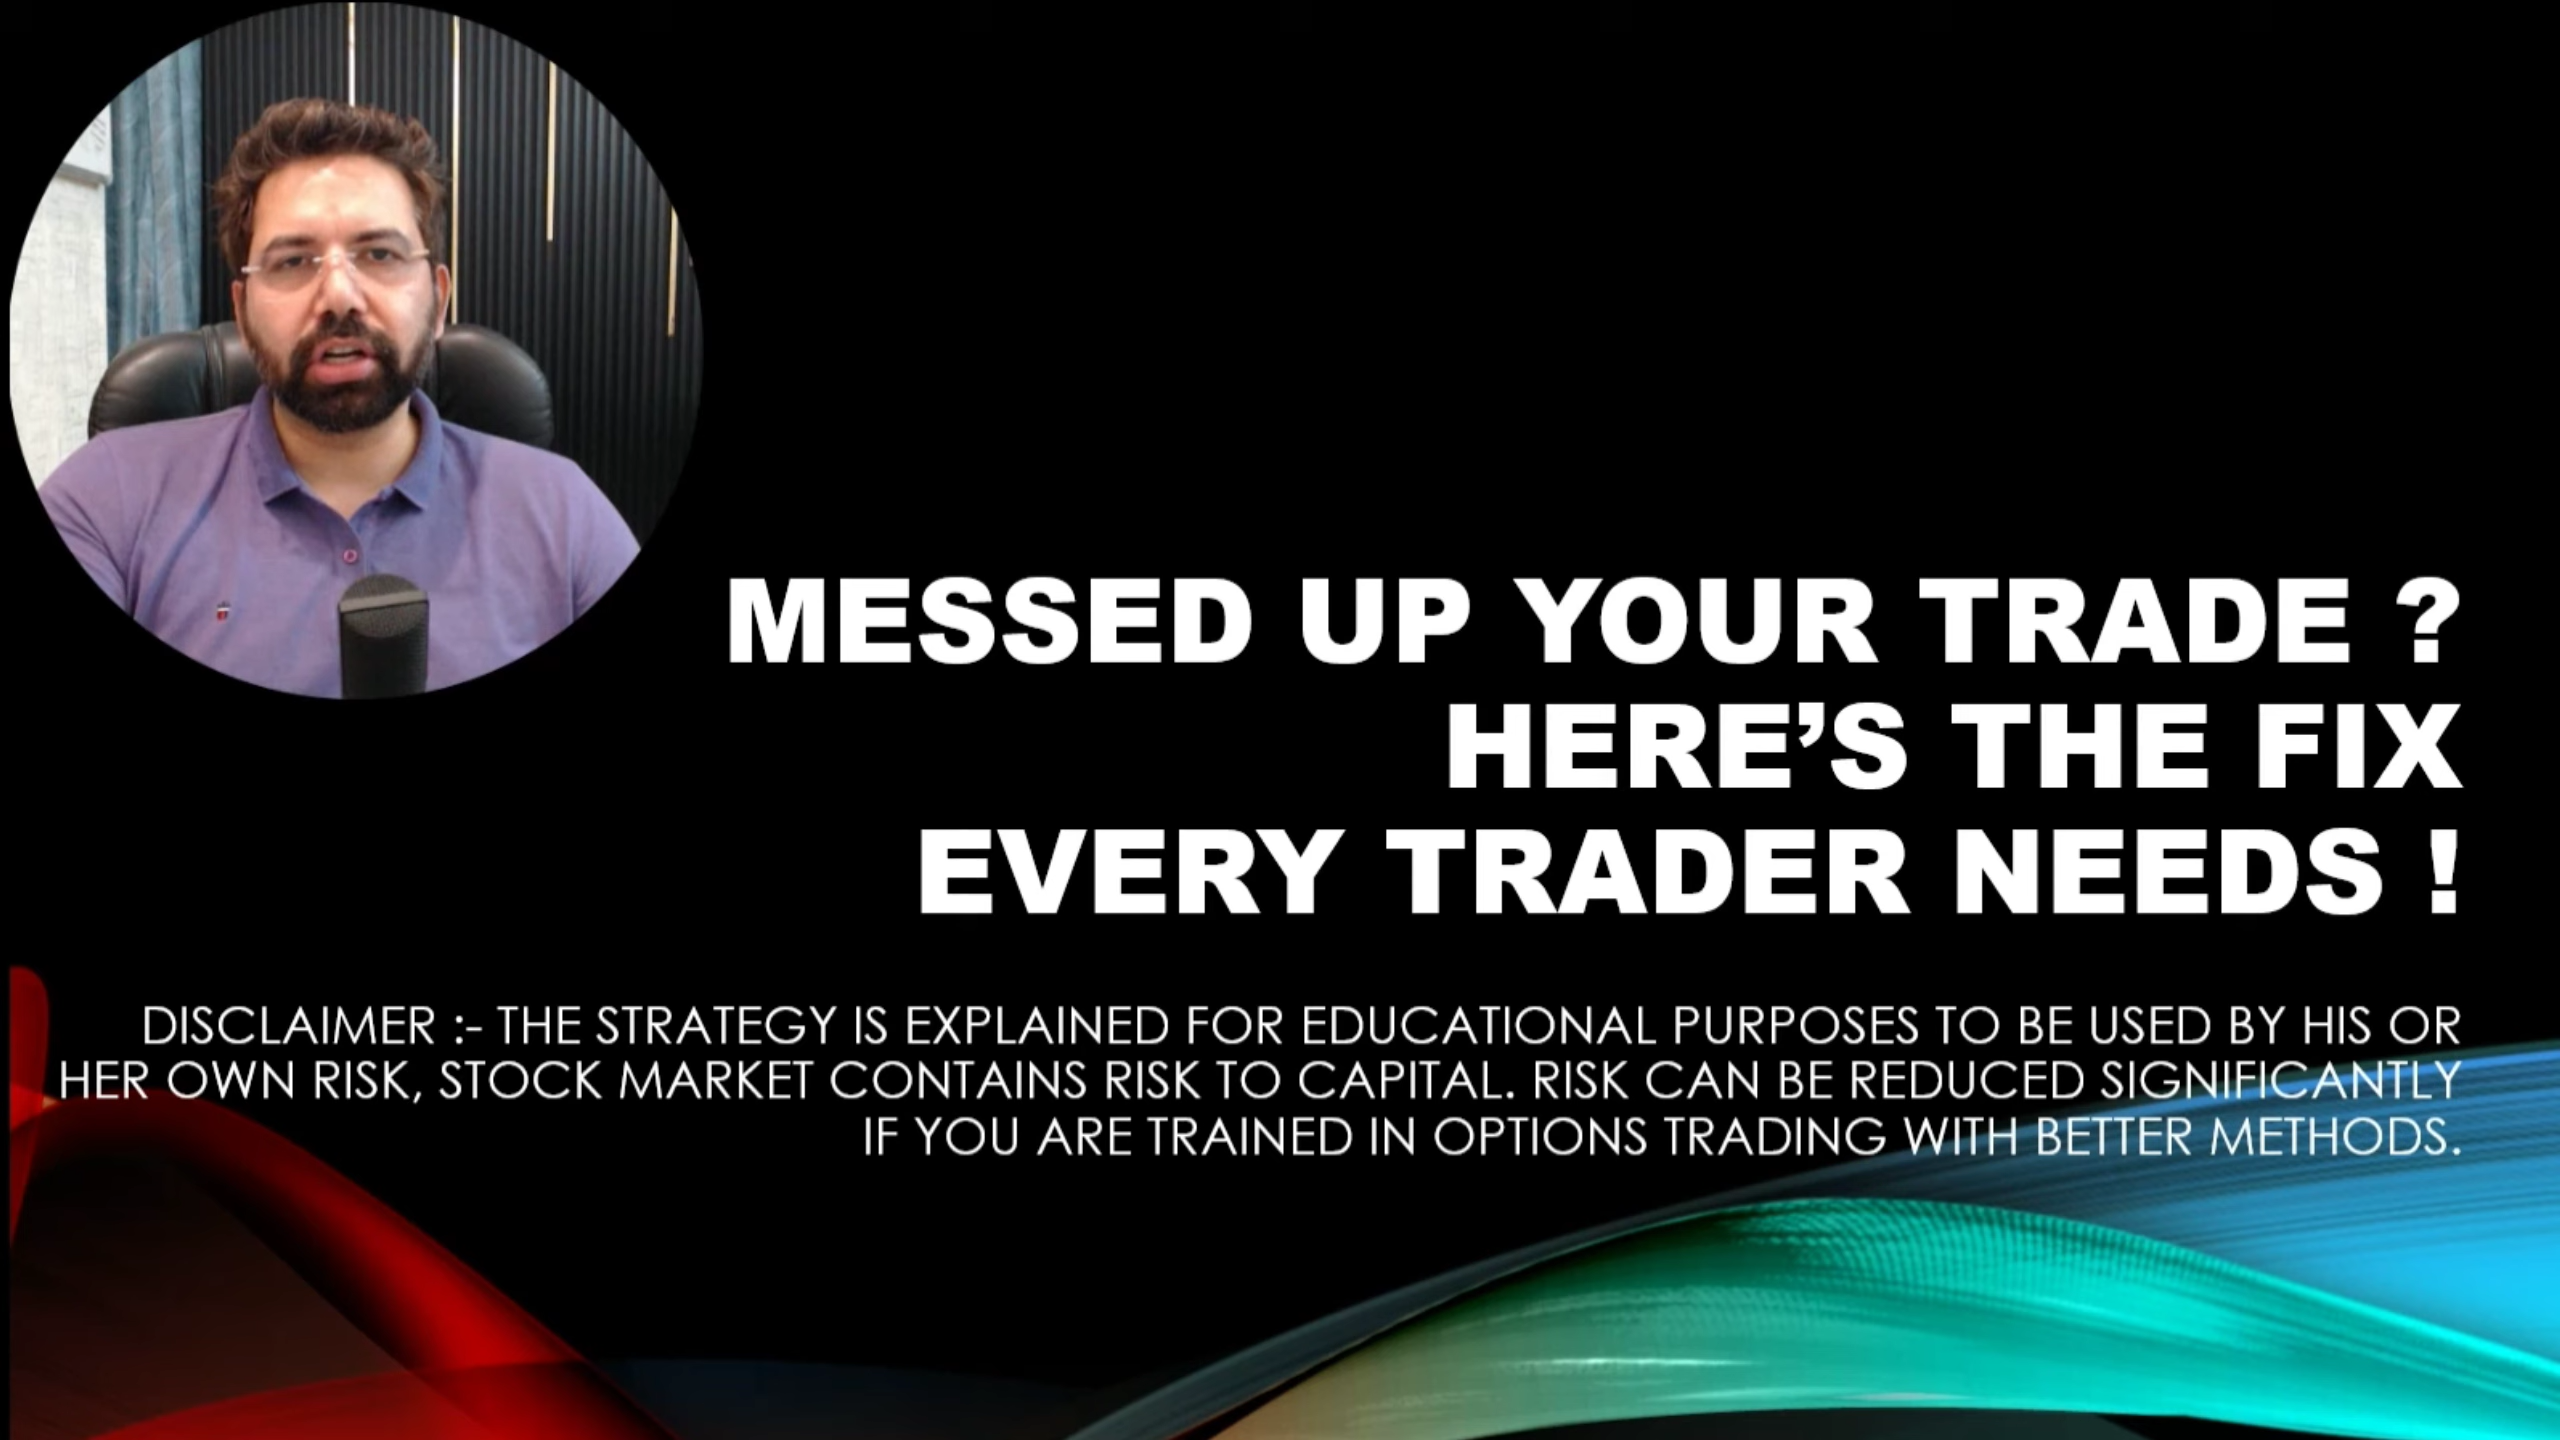 MESSED UP YOUR TRADE ?
HERE’S THE FIX
EVERY TRADER NEEDS !
DISCLAIMER :- THE STRATEGY IS EXPLAINED FOR EDUCATIONAL PURPOSES TO BE USED BY HIS OR
HER OWN RISK, STOCK MARKET CONTAINS RISK TO CAPITAL. RISK CAN BE REDUCED SIGNIFICANTLY
IF YOU ARE TRAINED IN OPTIONS TRADING WITH BETTER METHODS.